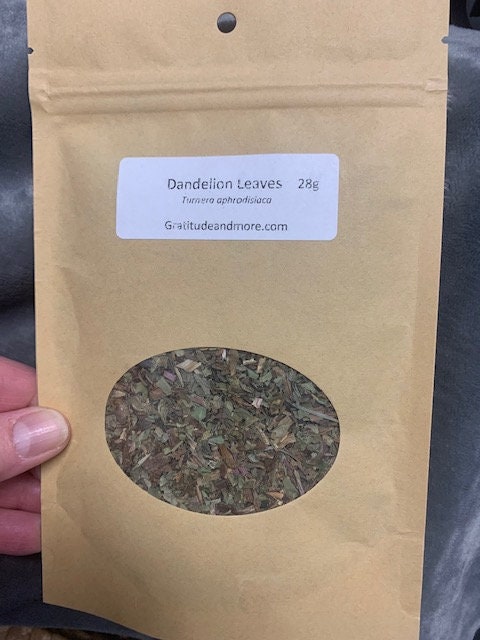 Dandelion Leaves 28g
Turnera aphrodisiaca
Gratitudeandmore.com